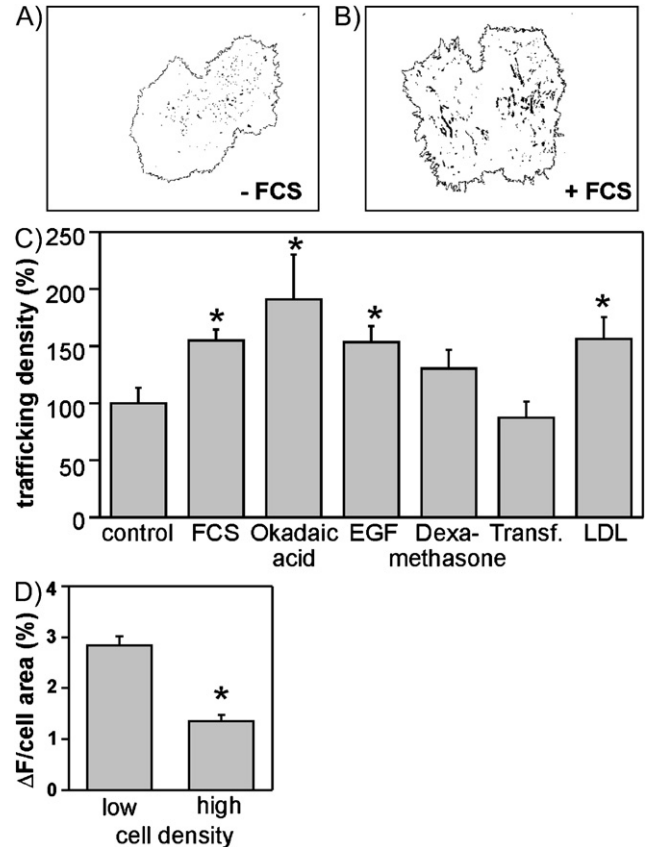 A)
- FCS
B)
+ FCS
C)
trafficking density (%)
250
200
150
100
50
0
* * * *
control FCS Okadaic EGF Dexa- Transf. LDL
acid methasone
D)
ΔF/cell area (%)
4
3
2
1
0
*
low high
cell density